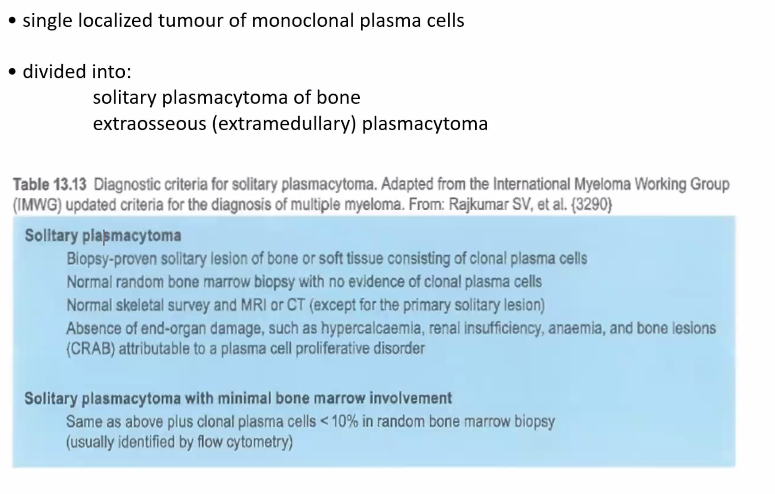 • single localized tumour of monoclonal plasma cells
• divided into:
solitary plasmacytoma of bone
extraosseous (extramedullary) plasmacytoma
Table 13.13 Diagnostic criteria for solitary plasmacytoma. Adapted from the International Myeloma Working Group
(IMWG) updated criteria for the diagnosis of multiple myeloma. From: Rajkumar SV, et al. {3290}
Solitary plasmacytoma
Biopsy-proven solitary lesion of bone or soft tissue consisting of clonal plasma cells
Normal random bone marrow biopsy with no evidence of clonal plasma cells
Normal skeletal survey and MRI or CT (except for the primary solitary lesion)
Absence of end-organ damage, such as hypercalcaemia, renal insufficiency, anaemia, and bone lesions
(CRAB) attributable to a plasma cell proliferative disorder
Solitary plasmacytoma with minimal bone marrow involvement
Same as above plus clonal plasma cells < 10% in random bone marrow biopsy
(usually identified by flow cytometry)